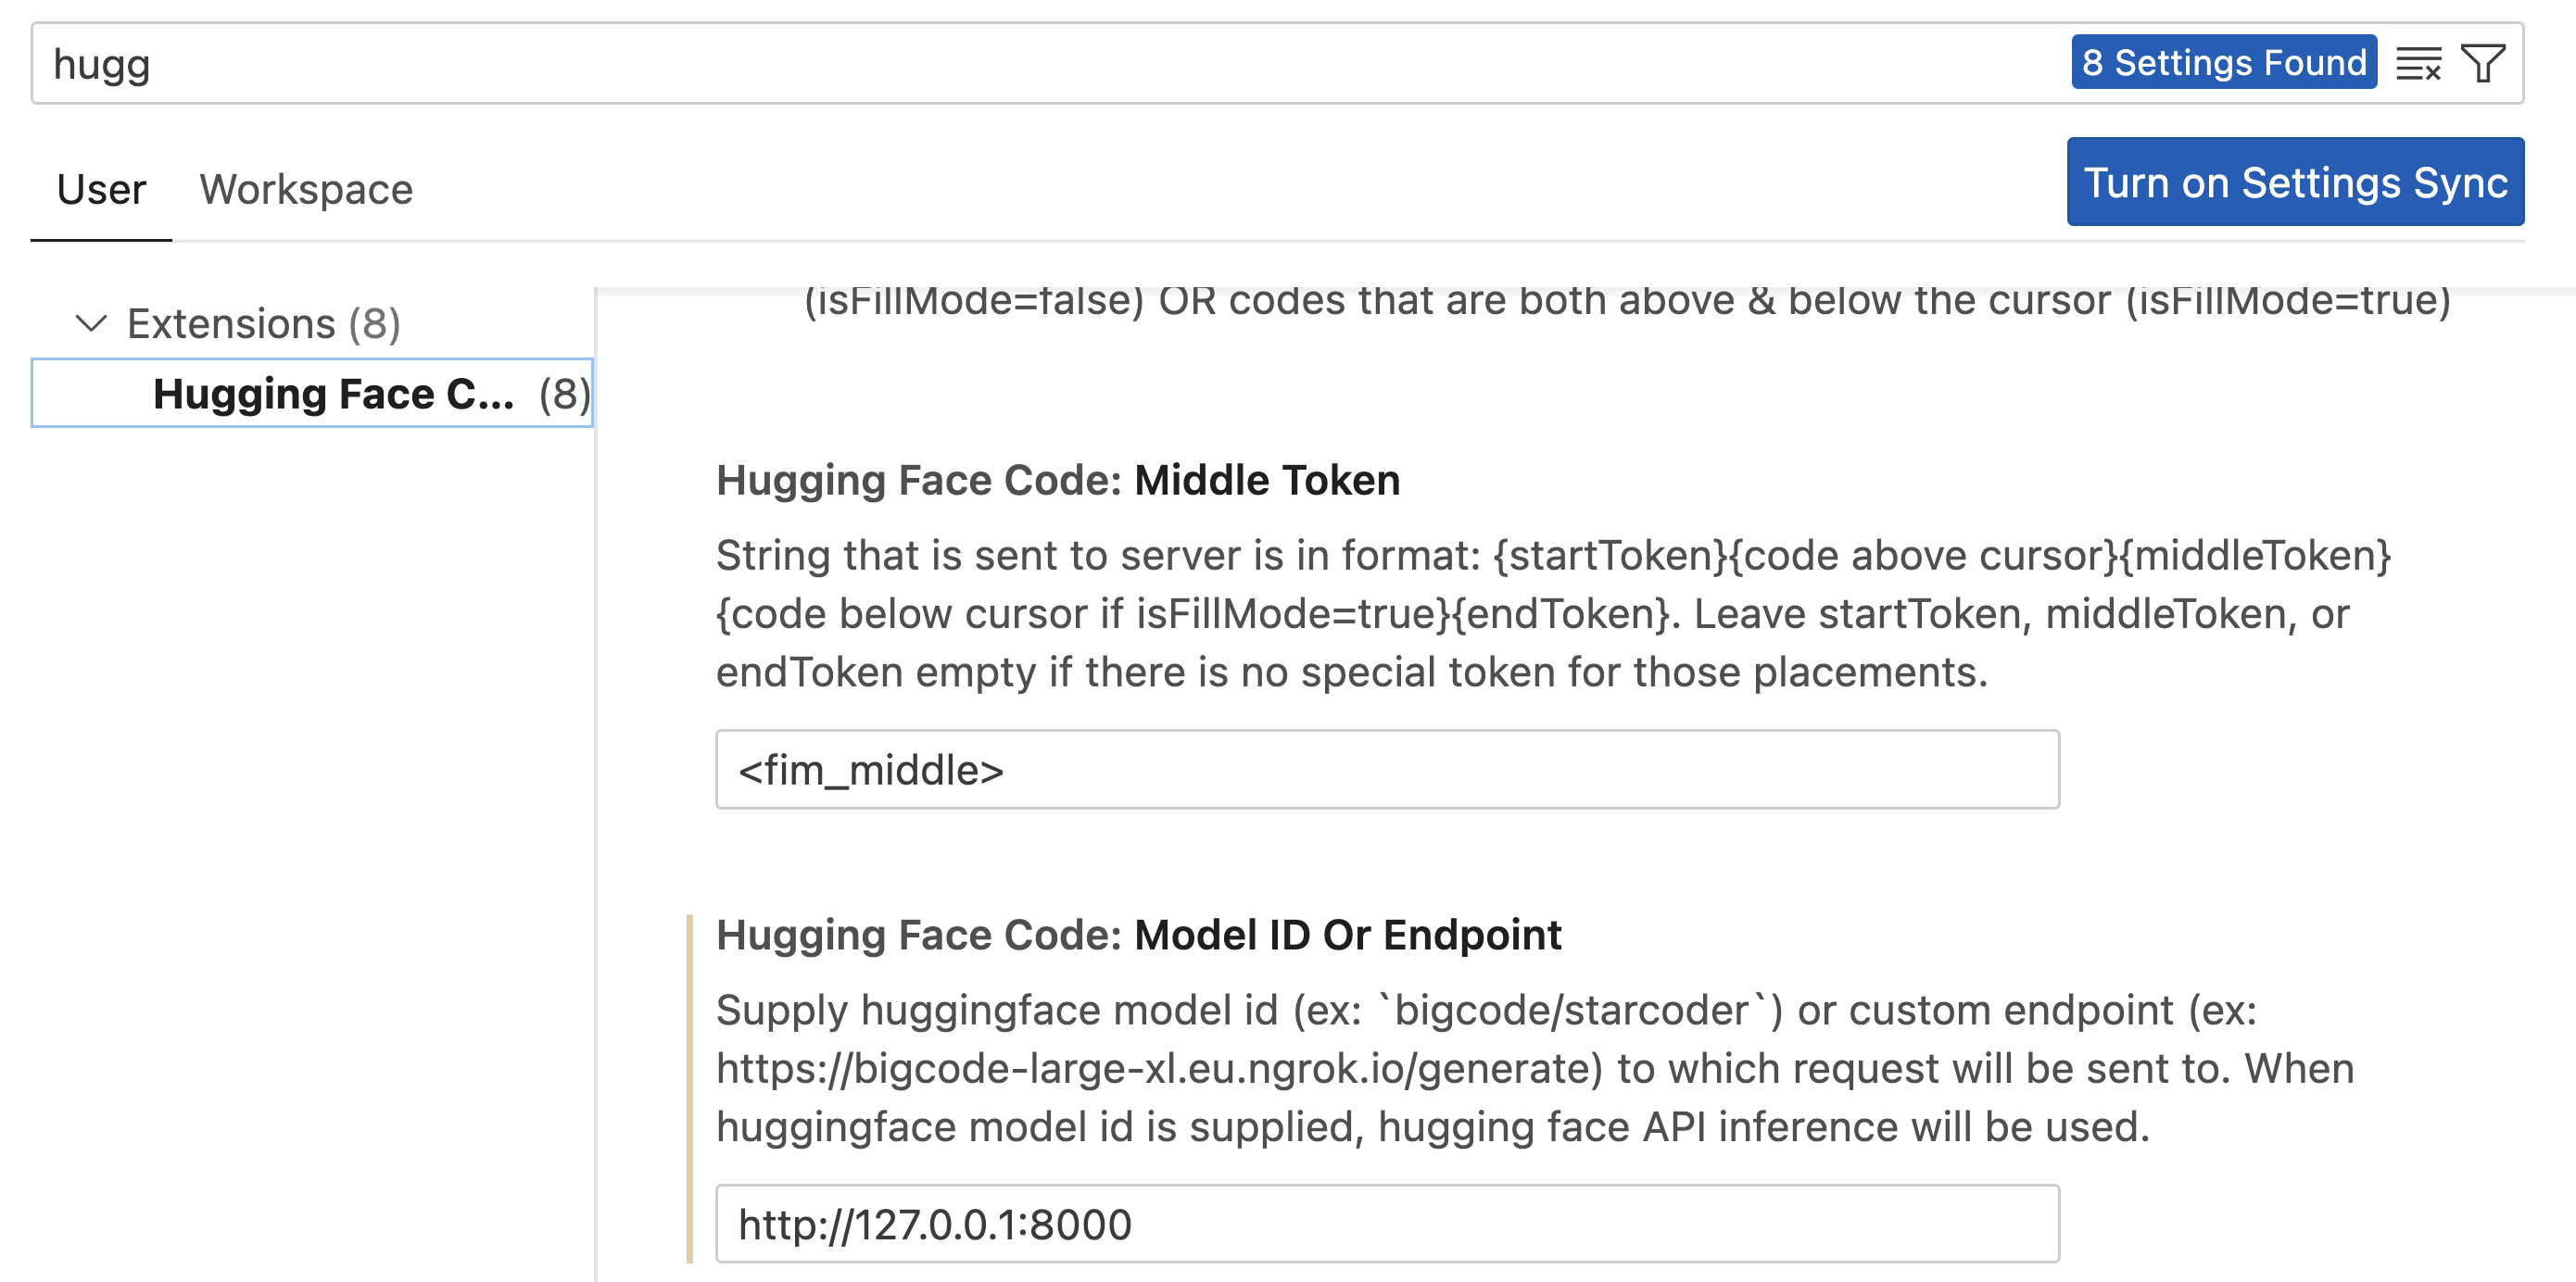 hugg
8 Settings Found
User
Workspace
Turn on Settings Sync
Extensions (8)
Hugging Face C... (8)
(isFillMode=false) OR codes that are both above & below the cursor (isFillMode=true)
Hugging Face Code: Middle Token
String that is sent to server is in format: {startToken}{code above cursor}{middleToken}
{code below cursor if isFillMode=true}{endToken}. Leave startToken, middleToken, or
endToken empty if there is no special token for those placements.
<fim_middle>
Hugging Face Code: Model ID Or Endpoint
Supply huggingface model id (ex: `bigcode/starcoder`) or custom endpoint (ex:
https://bigcode-large-xl.eu.ngrok.io/generate) to which request will be sent to. When
huggingface model id is supplied, hugging face API inference will be used.
http://127.0.0.1:8000